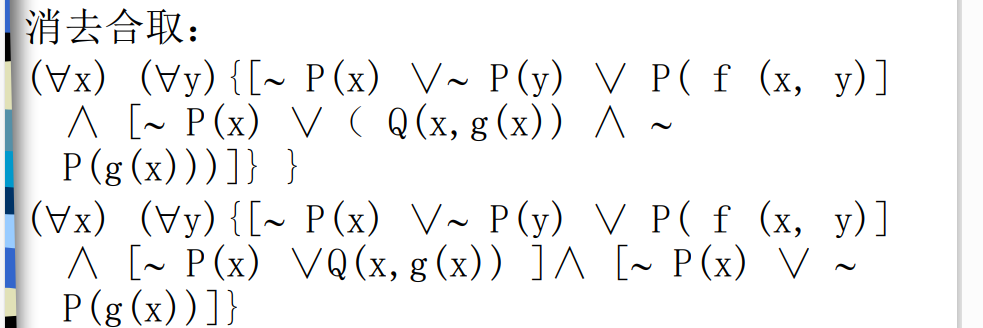 消去合取：
(∀x) (∀y){[~ P(x) ∨~ P(y) ∨ P( f (x, y)]
∧ [~ P(x) ∨ ( Q(x,g(x)) ∧ ~
P(g(x)))]} }
(∀x) (∀y){[~ P(x) ∨~ P(y) ∨ P( f (x, y)]
∧ [~ P(x) ∨Q(x,g(x)) ]∧ [~ P(x) ∨ ~
P(g(x))]}